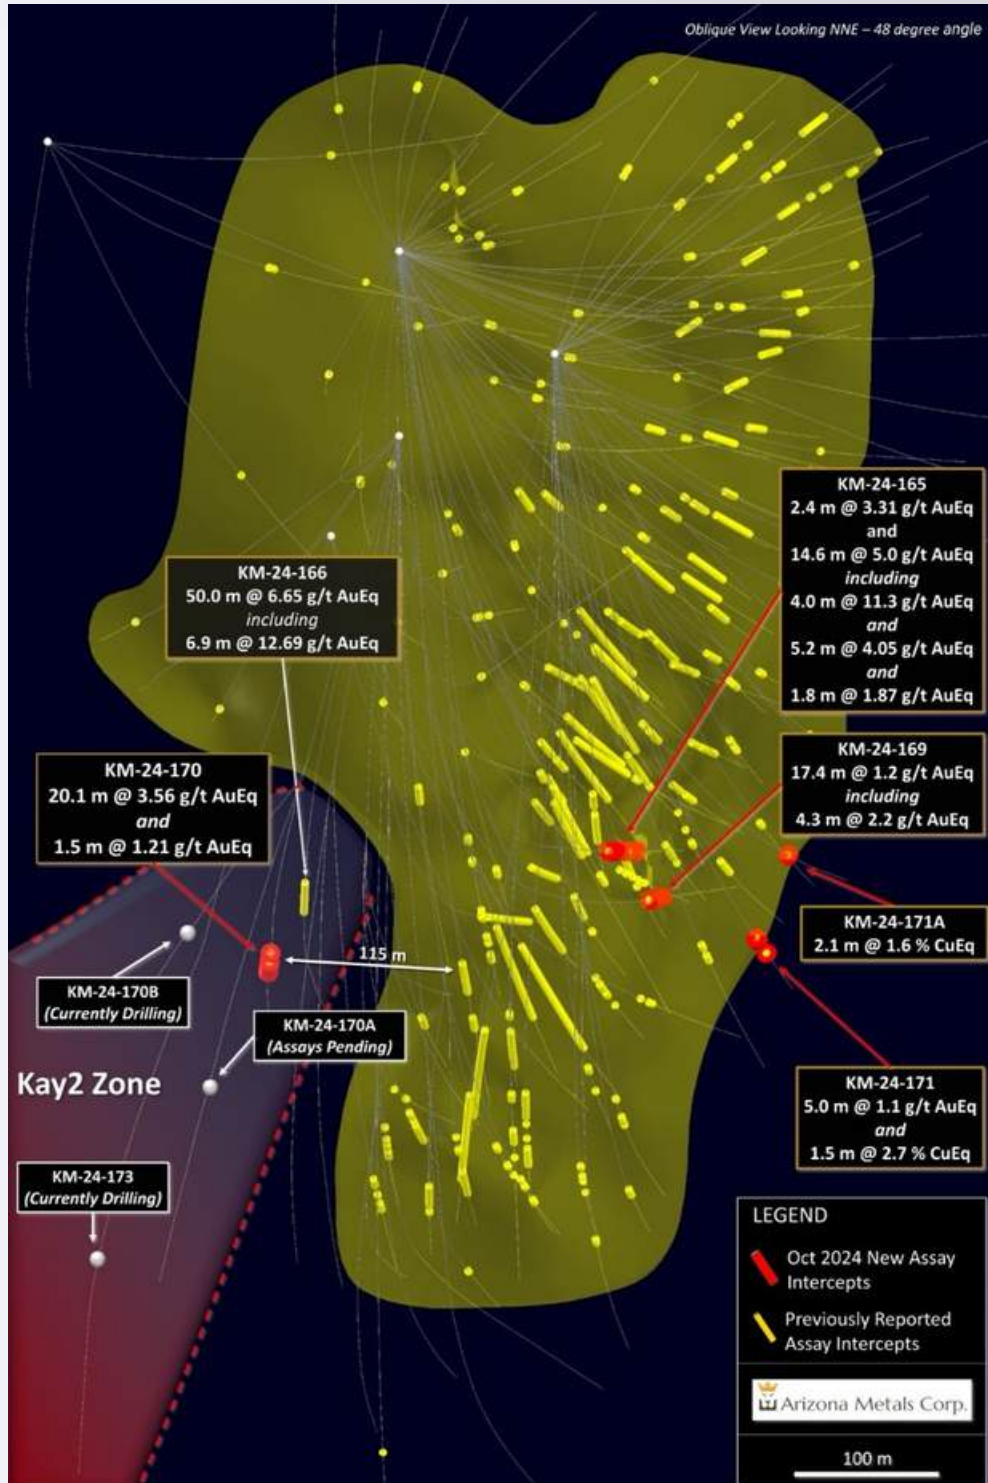 Oblique View Looking NNE – 48 degree angle
KM-24-165
2.4 m @ 3.31 g/t AuEq
and
14.6 m @ 5.0 g/t AuEq
including
4.0 m @ 11.3 g/t AuEq
and
5.2 m @ 4.05 g/t AuEq
and
1.8 m @ 1.87 g/t AuEq
KM-24-166
50.0 m @ 6.65 g/t AuEq
including
6.9 m @ 12.69 g/t AuEq
KM-24-169
17.4 m @ 1.2 g/t AuEq
including
4.3 m @ 2.2 g/t AuEq
KM-24-170
20.1 m @ 3.56 g/t AuEq
and
1.5 m @ 1.21 g/t AuEq
KM-24-171A
2.1 m @ 1.6 % CuEq
115 m
KM-24-170B
(Currently Drilling)
KM-24-170A
(Assays Pending)
Kay2 Zone
KM-24-171
5.0 m @ 1.1 g/t AuEq
and
1.5 m @ 2.7 % CuEq
KM-24-173
(Currently Drilling)
LEGEND
Oct 2024 New Assay
Intercepts
Previously Reported
Assay Intercepts
Arizona Metals Corp.
100 m